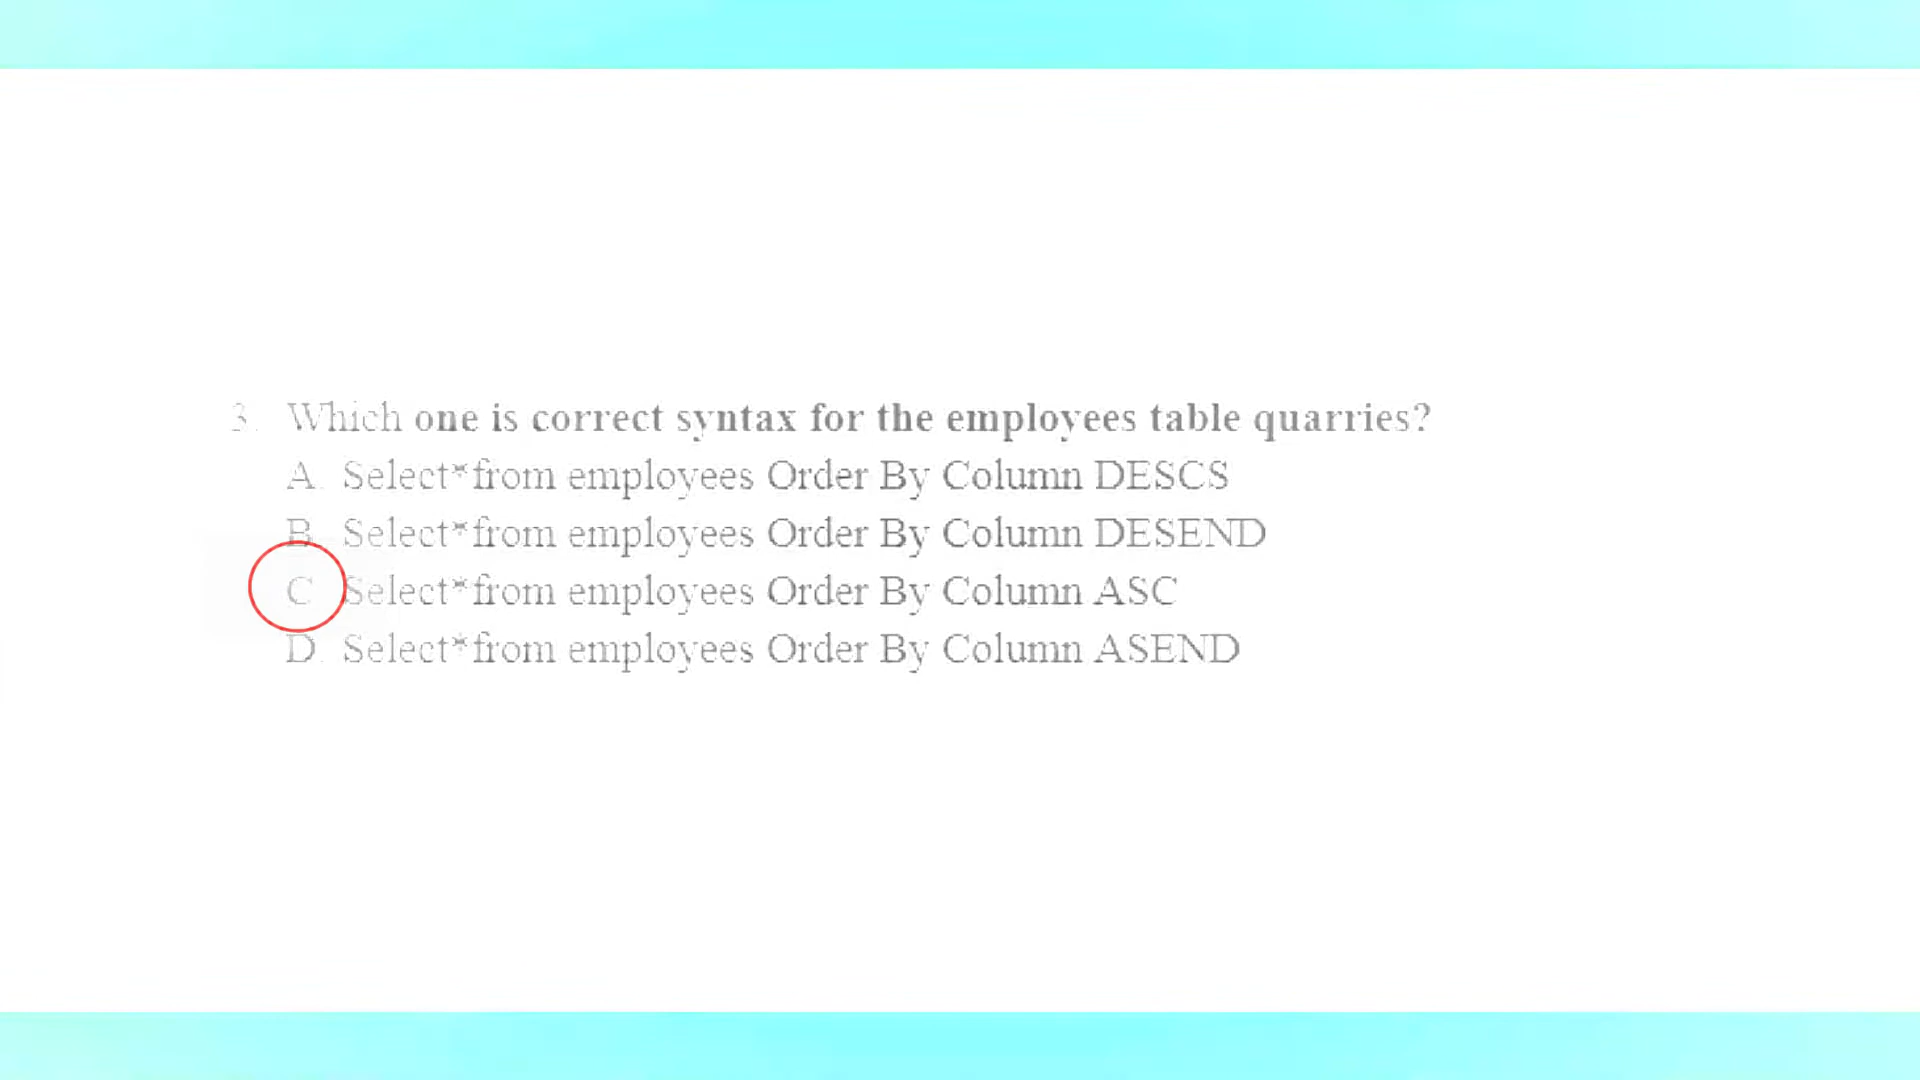 3. Which one is correct syntax for the employees table quarries?
A. Select*from employees Order By Column DESCS
B. Select*from employees Order By Column DESEND
C Select*from employees Order By Column ASC
D. Select*from employees Order By Column ASEND